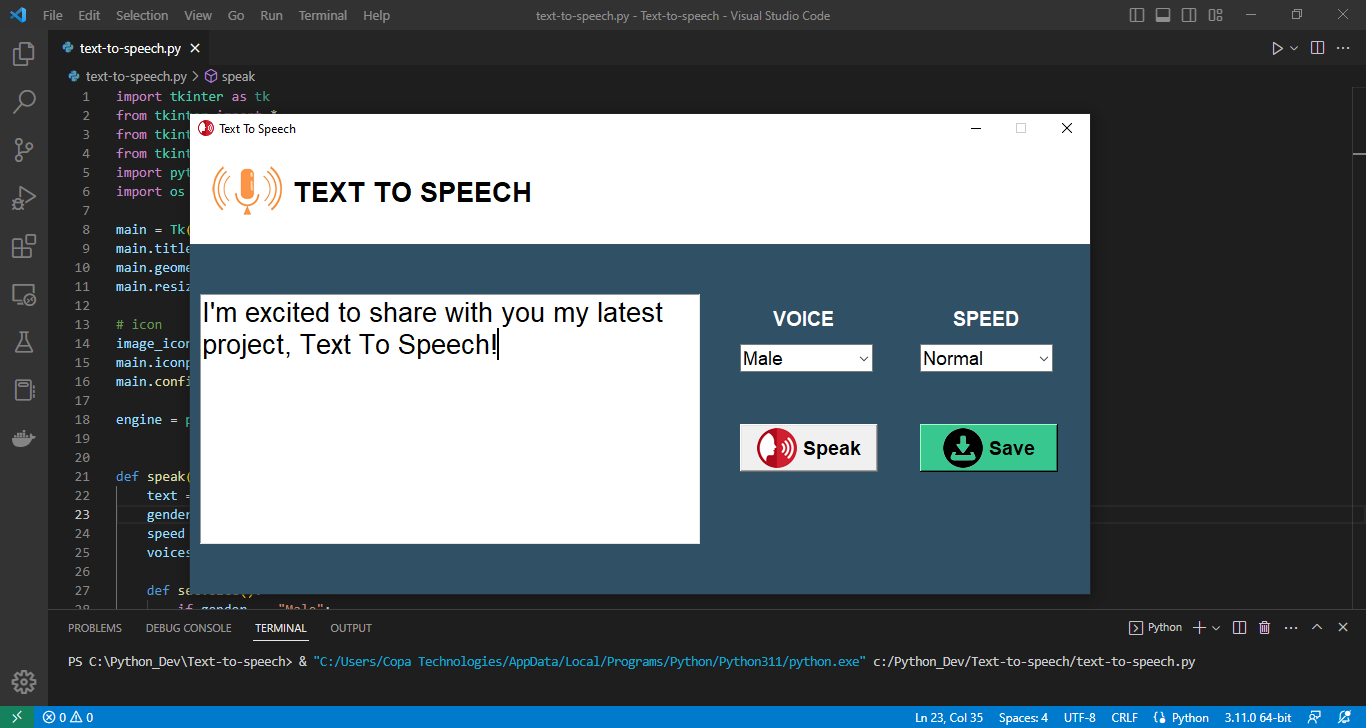 File Edit Selection View Go Run Terminal Help text-to-speech.py - Text-to-speech - Visual Studio Code
text-to-speech.py
text-to-speech.py > speak
1 import tkinter as tk
2 from tkinter import *
3 from tkint
4 from tkint
5 import pyt
6 import os
7
8 main = Tk(
9 main.title
10 main.geome
11 main.resiz
12
13 # icon
14 image_icon
15 main.iconp
16 main.confi
17
18 engine = p
19
20
21 def speak(
22 text =
23 gender
24 speed
25 voices
26
27 def setvoice():
28 if gender == "Male":
Text To Speech
TEXT TO SPEECH
I'm excited to share with you my latest
project, Text To Speech!
VOICE SPEED
Male Normal
Speak Save
PROBLEMS DEBUG CONSOLE TERMINAL OUTPUT Python
PS C:\Python_Dev\Text-to-speech> & "C:/Users/Copa Technologies/AppData/Local/Programs/Python/Python311/python.exe" c:/Python_Dev/Text-to-speech/text-to-speech.py
0 0 Ln 23, Col 35 Spaces: 4 UTF-8 CRLF Python 3.11.0 64-bit